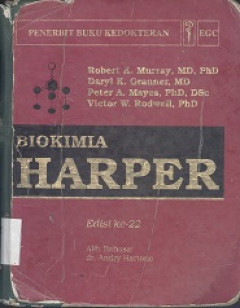 PENERBIT BUKU KEDOKTERAN EGC
Robert K. Murray, MD, PhD
Daryl K. Granner, MD
Peter A. Mayes, PhD, DSc
Victor W. Rodwell, PhD
BIOKIMIA
HARPER
Edisi ke-22
Alih Bahasa
dr. Andry Hartono